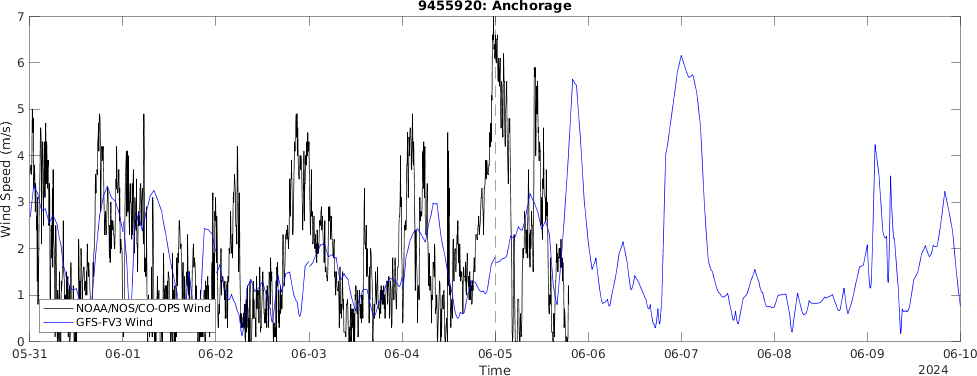 9455920: Anchorage
Wind Speed (m/s)
7
6
5
4
3
2
1
0
NOAA/NOS/CO-OPS Wind
GFS-FV3 Wind
05-31 06-01 06-02 06-03 06-04 06-05 06-06 06-07 06-08 06-09 06-10
Time
2024